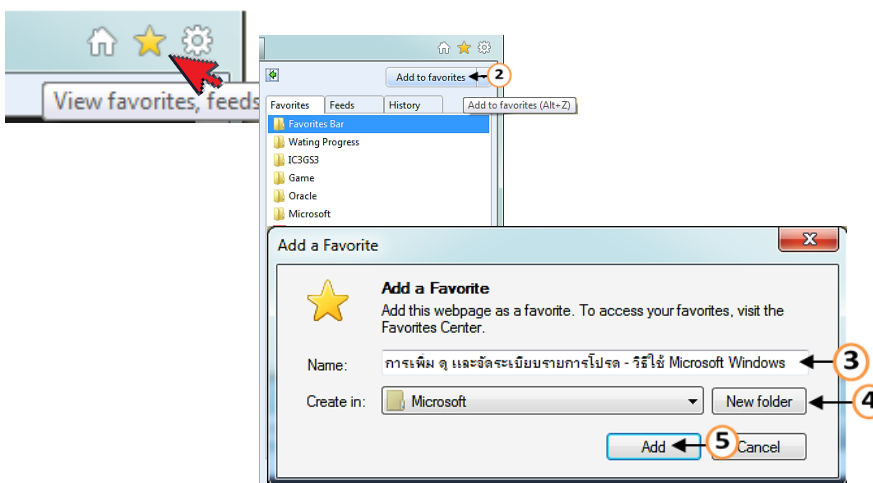 View favorites, feeds
Add to favorites
2
Favorites
Feeds
History
Add to favorites (Alt+Z)
Favorites Bar
Wating Progress
IC3GS3
Game
Oracle
Microsoft
Add a Favorite
Add a Favorite
Add this webpage as a favorite. To access your favorites, visit the
Favorites Center.
Name:
การเพิ่ม ดู และจัดระเบียบรายการโปรด - วิธีใช้ Microsoft Windows
3
Create in:
Microsoft
New folder
4
Add
5
Cancel